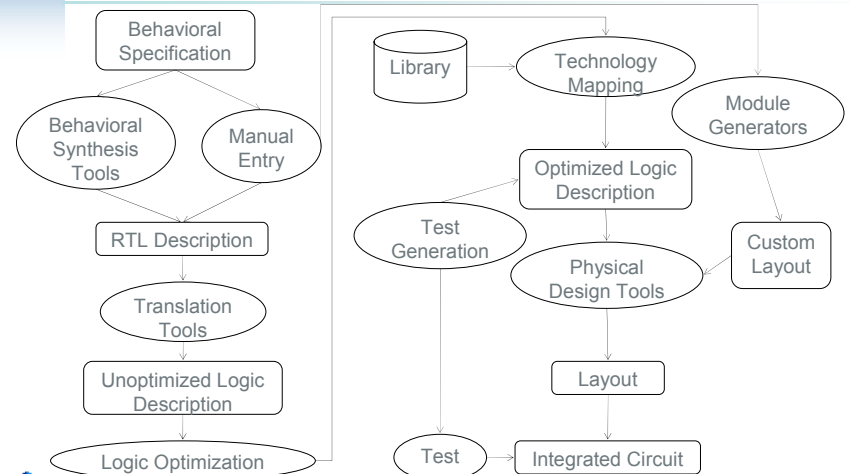 Behavioral
Specification
Behavioral
Synthesis
Tools
Manual
Entry
RTL Description
Translation
Tools
Unoptimized Logic
Description
Logic Optimization
Library
Technology
Mapping
Module
Generators
Optimized Logic
Description
Test
Generation
Custom
Layout
Physical
Design Tools
Layout
Test
Integrated Circuit